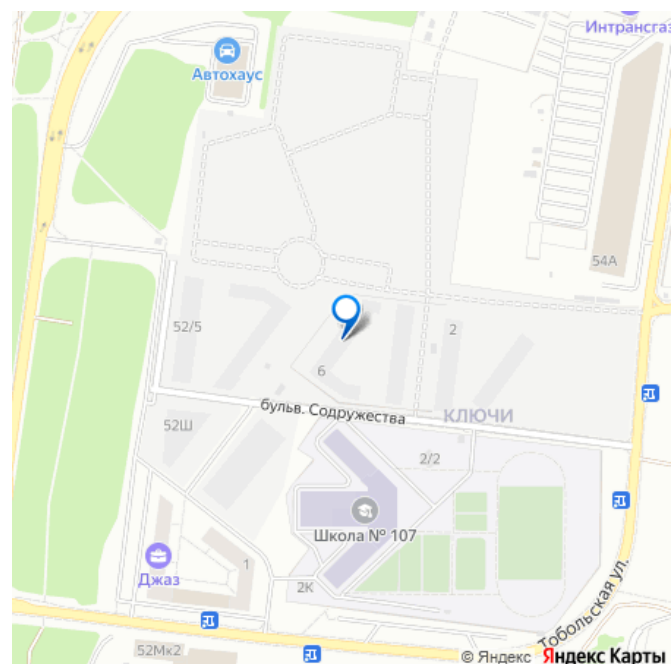 Интрансгаз
Автохаус
54А
52/5
2
6
бульв. Содружества
КЛЮЧИ
52Ш
2/2
Школа № 107
Джаз
1
2К
Тобольская ул.
52Мк2
© Яндекс Яндекс Карты